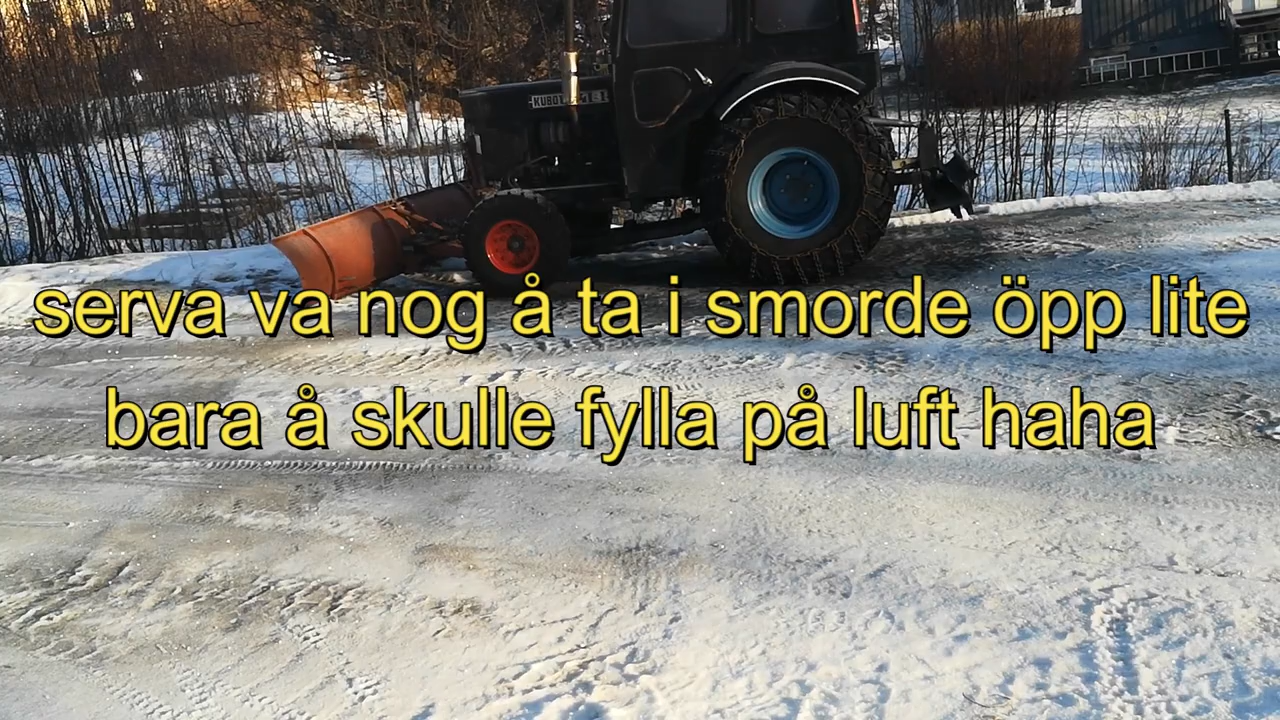 serva va nog å ta i smorde öpp lite
bara å skulle fylla på luft haha